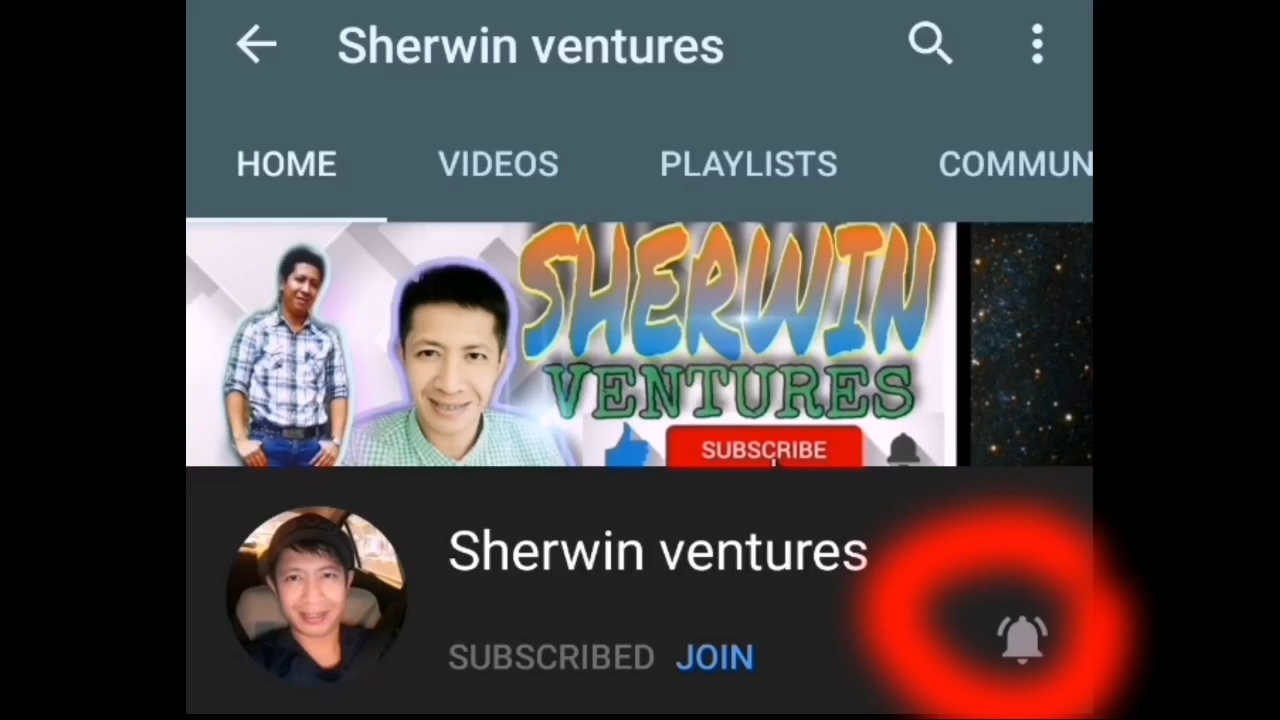 Sherwin ventures
HOME VIDEOS PLAYLISTS COMMUN
SHERWIN
VENTURES
SUBSCRIBE
Sherwin ventures
SUBSCRIBED JOIN